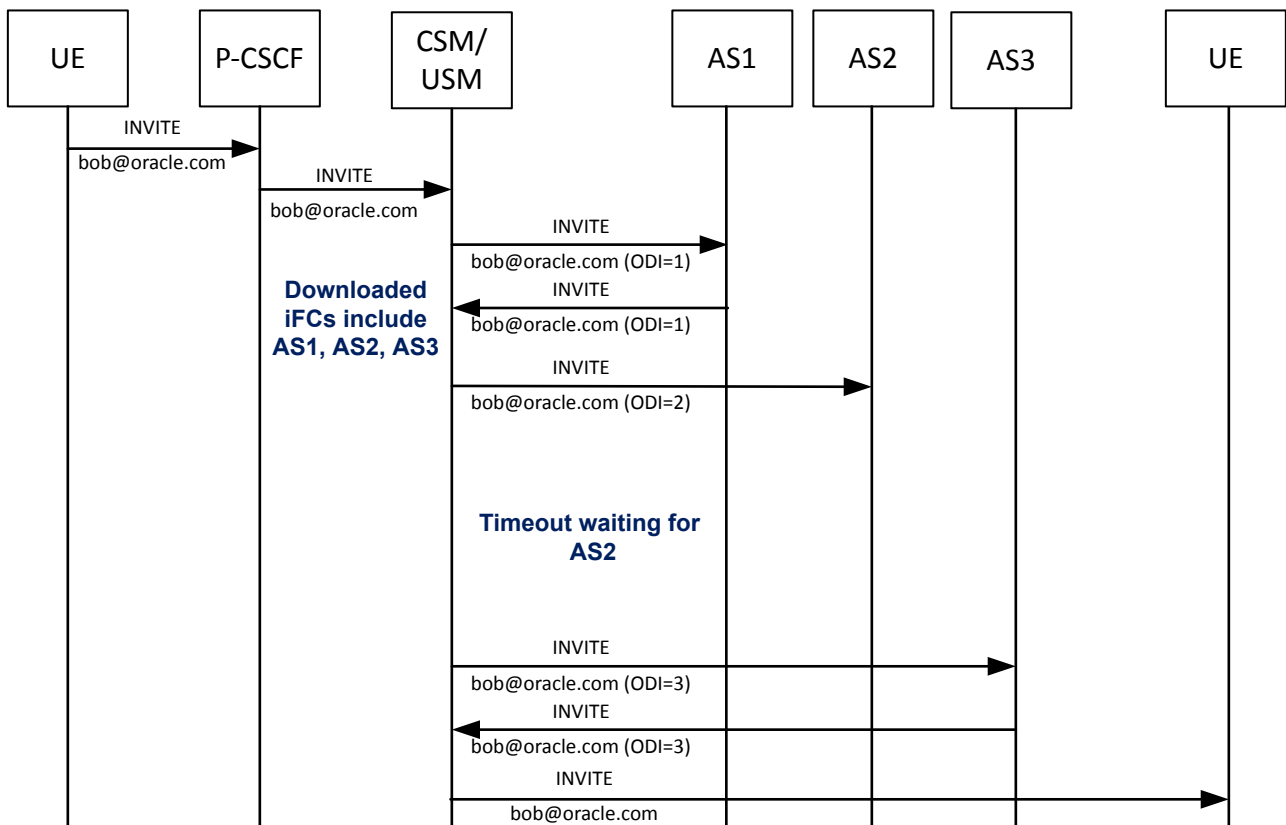 UE
P-CSCF
CSM/
USM
AS1
AS2
AS3
UE
INVITE
bob@oracle.com
INVITE
bob@oracle.com
INVITE
bob@oracle.com (ODI=1)
Downloaded
iFCs include
AS1, AS2, AS3
INVITE
bob@oracle.com (ODI=1)
INVITE
bob@oracle.com (ODI=2)
Timeout waiting for
AS2
INVITE
bob@oracle.com (ODI=3)
INVITE
bob@oracle.com (ODI=3)
INVITE
bob@oracle.com